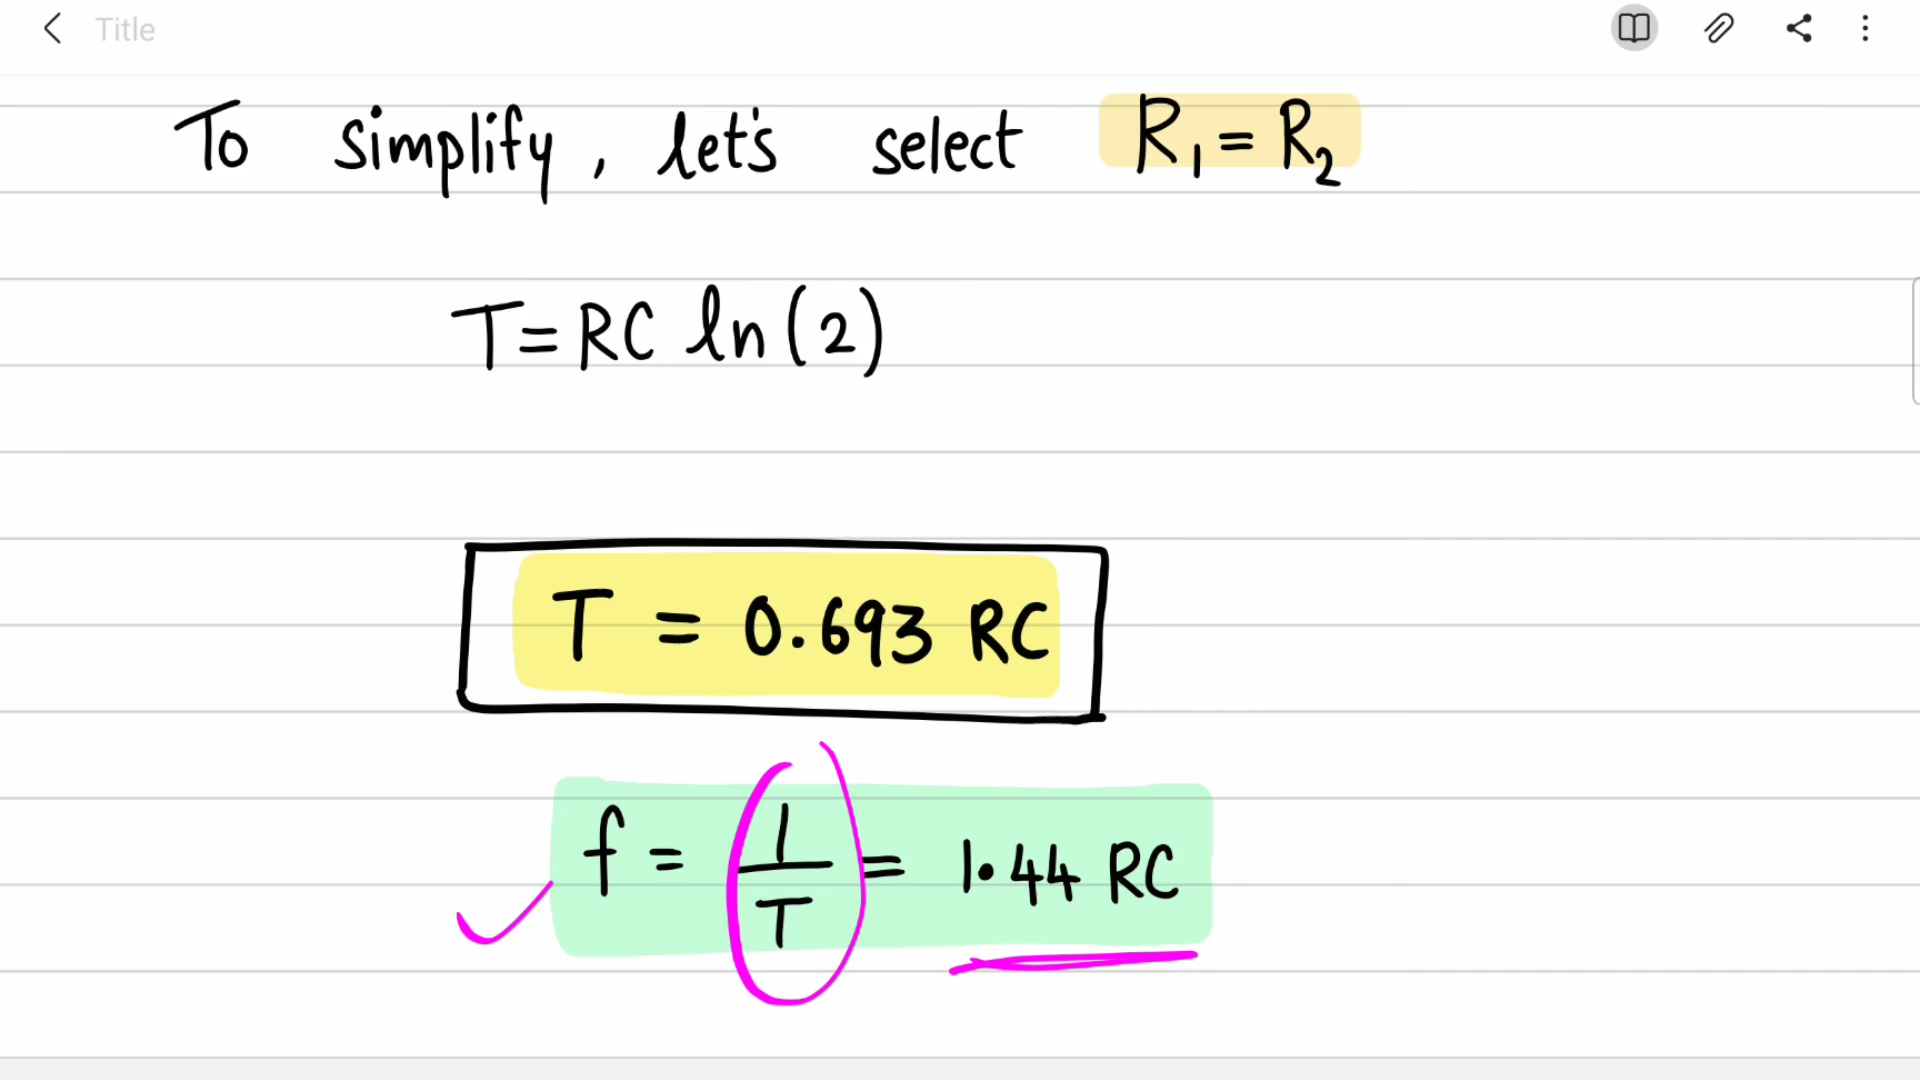 Title
To simplify, let's select R₁ = R₂
T = RC ln(2)
T = 0.693 RC
f = 1/T = 1.44 RC